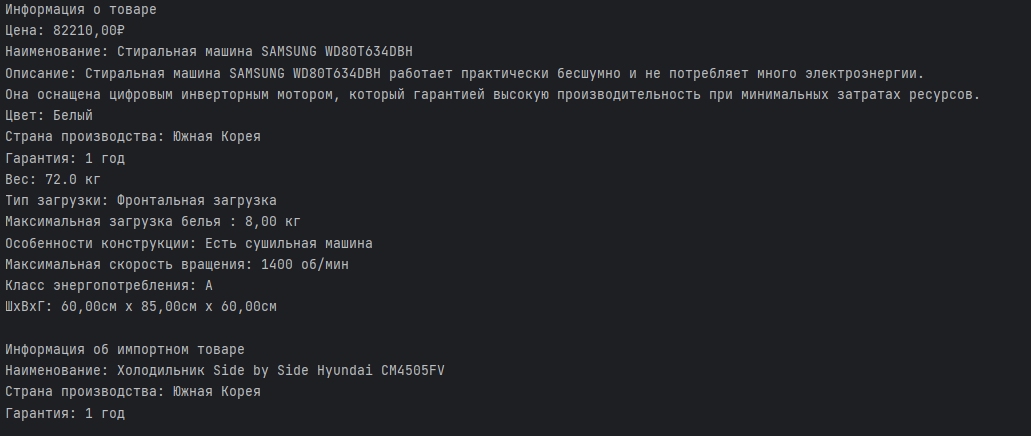 Информация о товаре
Цена: 82210,00₽
Наименование: Стиральная машина SAMSUNG WD80T634DBH
Описание: Стиральная машина SAMSUNG WD80T634DBH работает практически бесшумно и не потребляет много электроэнергии.
Она оснащена цифровым инверторным мотором, который гарантией высокую производительность при минимальных затратах ресурсов.
Цвет: Белый
Страна производства: Южная Корея
Гарантия: 1 год
Вес: 72.0 кг
Тип загрузки: Фронтальная загрузка
Максимальная загрузка белья : 8,00 кг
Особенности конструкции: Есть сушильная машина
Максимальная скорость вращения: 1400 об/мин
Класс энергопотребления: A
ШхВхГ: 60,00см x 85,00см x 60,00см
Информация об импортном товаре
Наименование: Холодильник Side by Side Hyundai CM4505FV
Страна производства: Южная Корея
Гарантия: 1 год